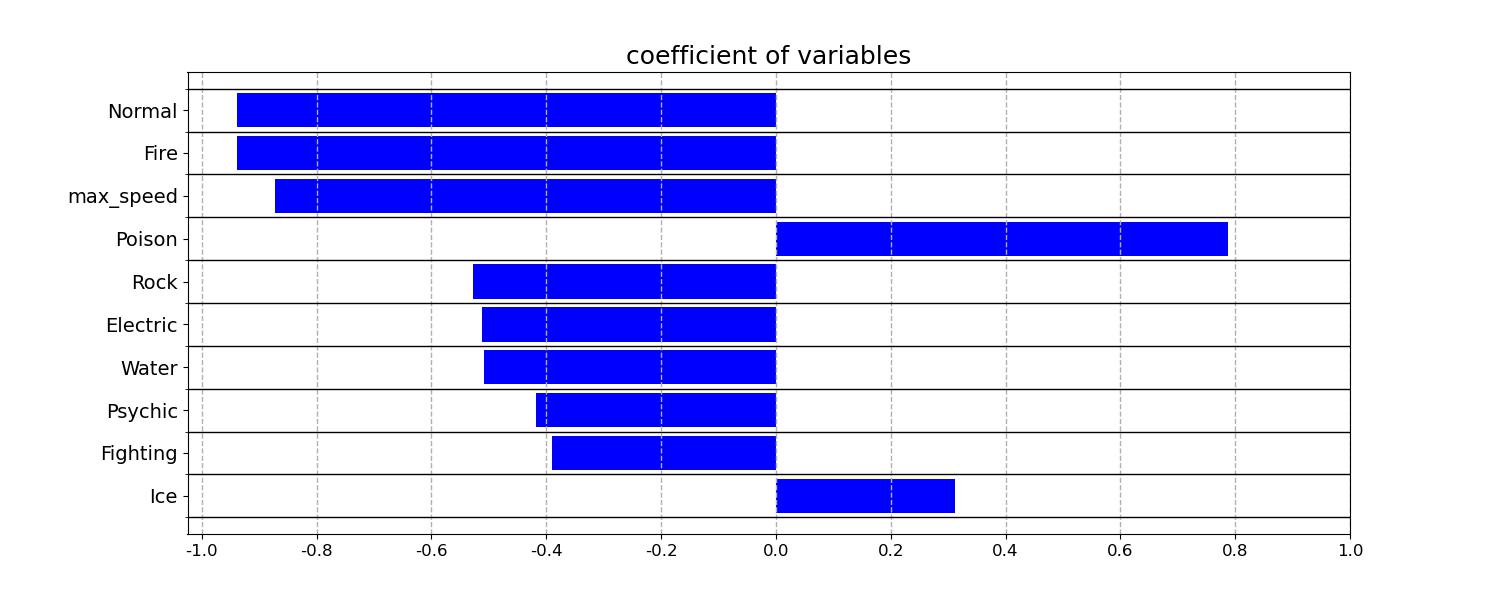 coefficient of variables
Normal
Fire
max_speed
Poison
Rock
Electric
Water
Psychic
Fighting
Ice
-1.0 -0.8 -0.6 -0.4 -0.2 0.0 0.2 0.4 0.6 0.8 1.0